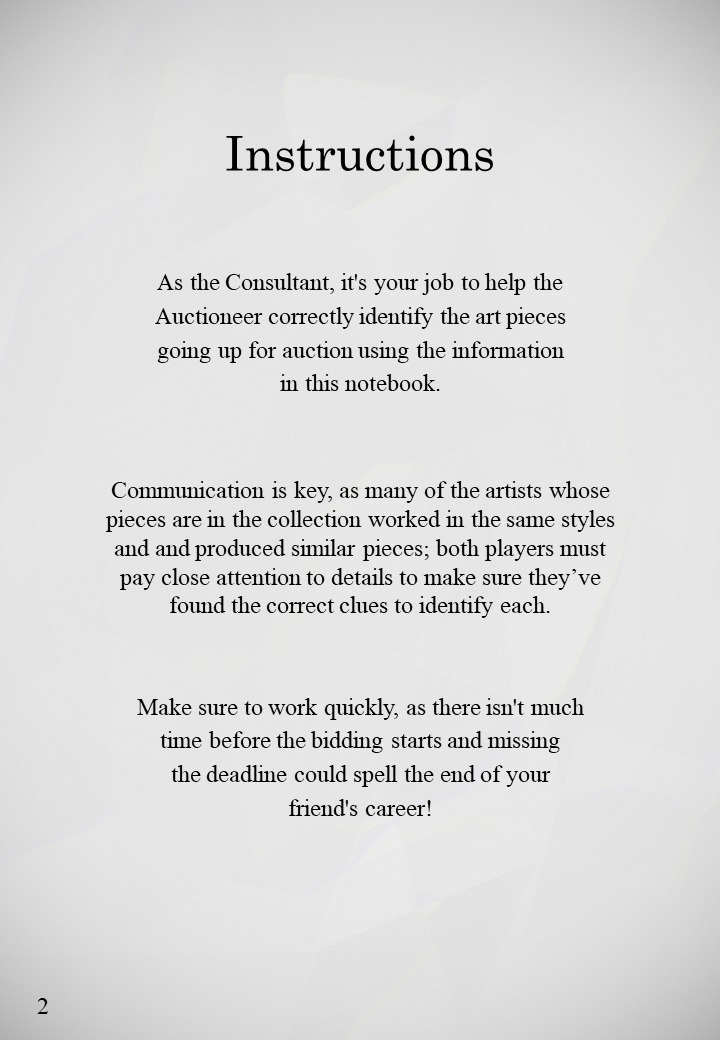 Instructions
As the Consultant, it's your job to help the
Auctioneer correctly identify the art pieces
going up for auction using the information
in this notebook.
Communication is key, as many of the artists whose
pieces are in the collection worked in the same styles
and and produced similar pieces; both players must
pay close attention to details to make sure they’ve
found the correct clues to identify each.
Make sure to work quickly, as there isn't much
time before the bidding starts and missing
the deadline could spell the end of your
friend's career!
2